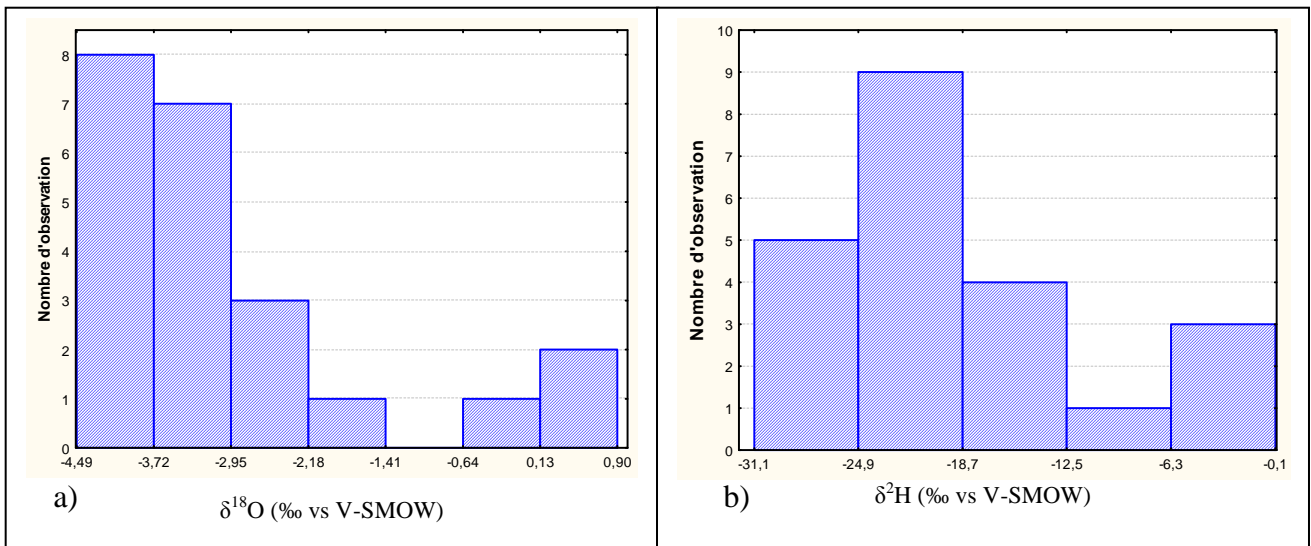 8
7
6
5
4
3
2
1
0
Nombre d'observation
-4,49 -3,72 -2,95 -2,18 -1,41 -0,64 0,13 0,90
a)
δ¹⁸O (‰ vs V-SMOW)
10
9
8
7
6
5
4
3
2
1
0
Nombre d'observation
-31,1 -24,9 -18,7 -12,5 -6,3 -0,1
b)
δ²H (‰ vs V-SMOW)